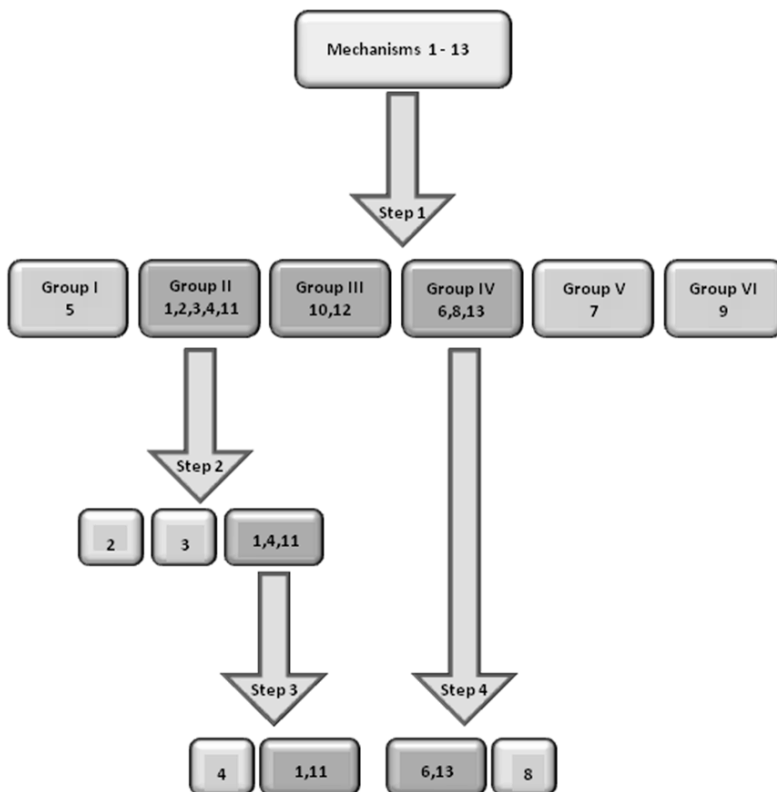 Mechanisms 1 - 13
Step 1
Group I
5
Group II
1,2,3,4,11
Group III
10,12
Group IV
6,8,13
Group V
7
Group VI
9
Step 2
2
3
1,4,11
Step 3
Step 4
4
1,11
6,13
8